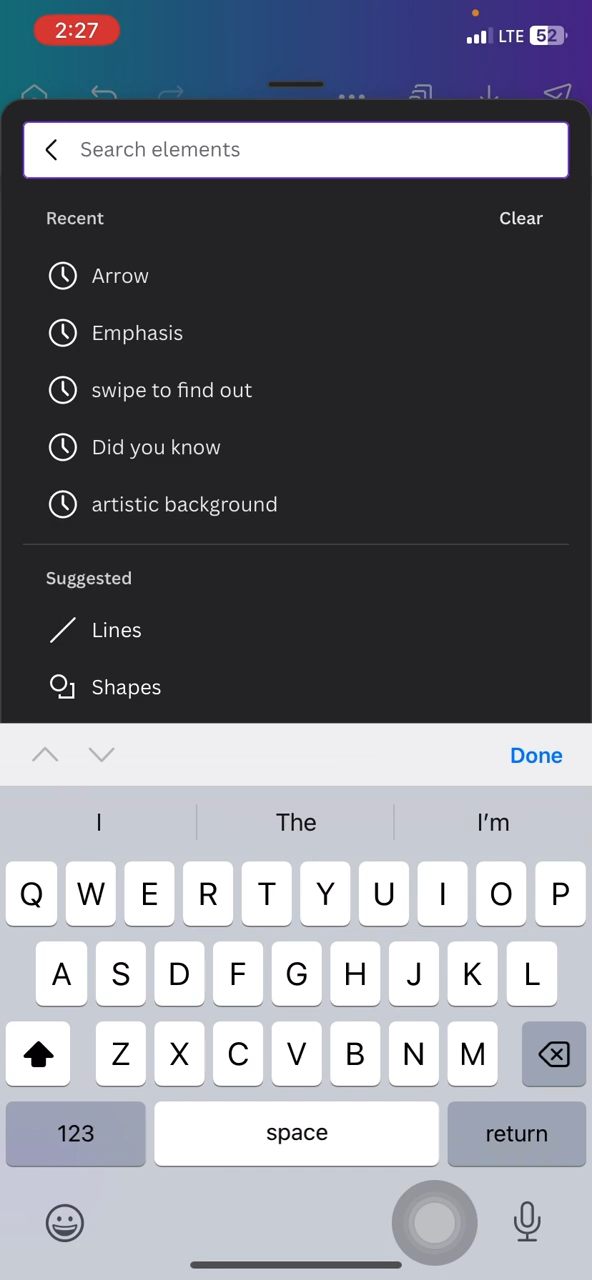 2:27
LTE 52
Search elements
Recent Clear
Arrow
Emphasis
swipe to find out
Did you know
artistic background
Suggested
Lines
Shapes
Done
I The I'm
Q W E R T Y U I O P
A S D F G H J K L
Z X C V B N M
123 space return